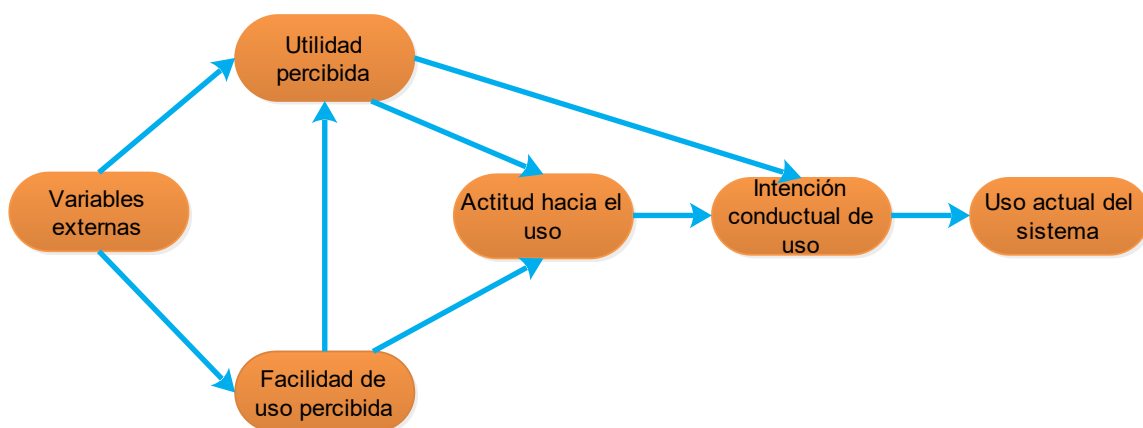 Utilidad
percibida
Variables
externas
Actitud hacia el
uso
Intención
conductual de
uso
Uso actual del
sistema
Facilidad de
uso percibida